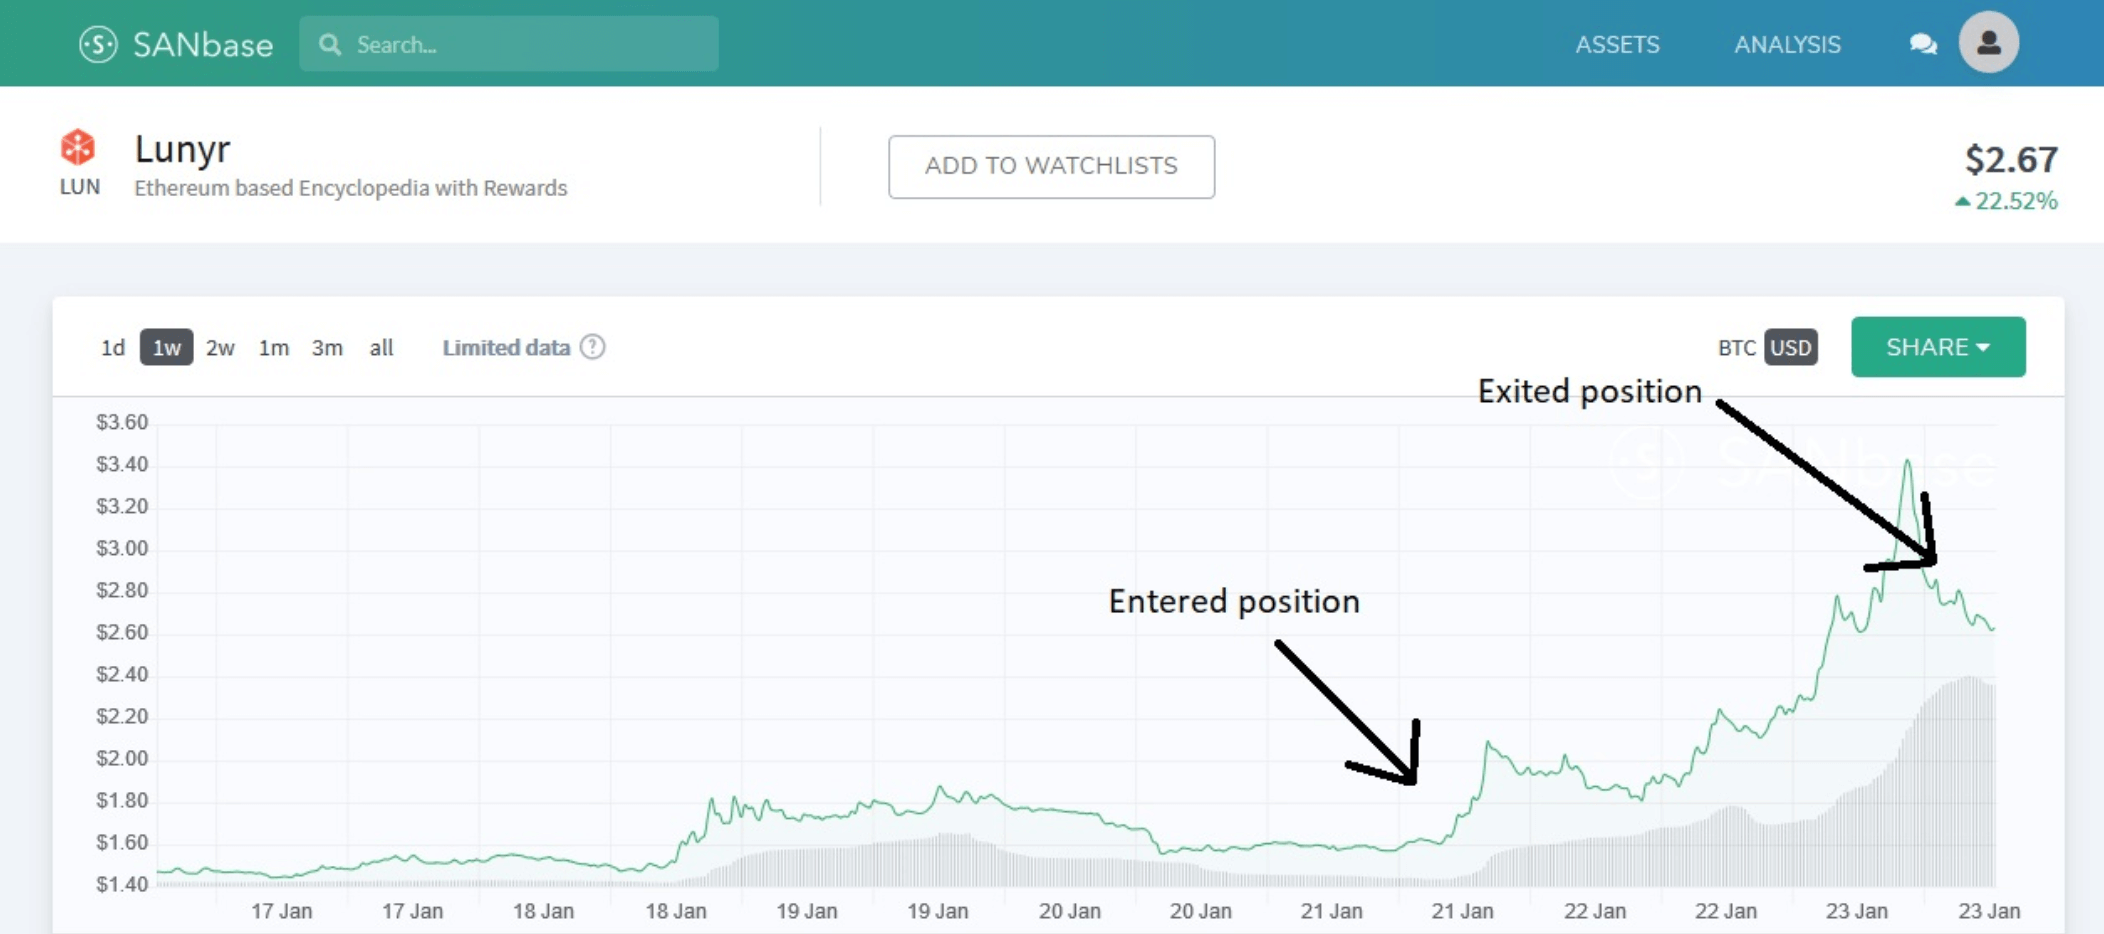 SANbase
Search...
ASSETS
ANALYSIS
Lunyr
LUN
Ethereum based Encyclopedia with Rewards
ADD TO WATCHLISTS
$2.67
22.52%
1d 1w 2w 1m 3m all Limited data ?
BTC USD
SHARE
Exited position
Entered position
$3.60
$3.40
$3.20
$3.00
$2.80
$2.60
$2.40
$2.20
$2.00
$1.80
$1.60
$1.40
17 Jan 17 Jan 18 Jan 18 Jan 19 Jan 19 Jan 20 Jan 20 Jan 21 Jan 21 Jan 22 Jan 22 Jan 23 Jan 23 Jan
SANbase